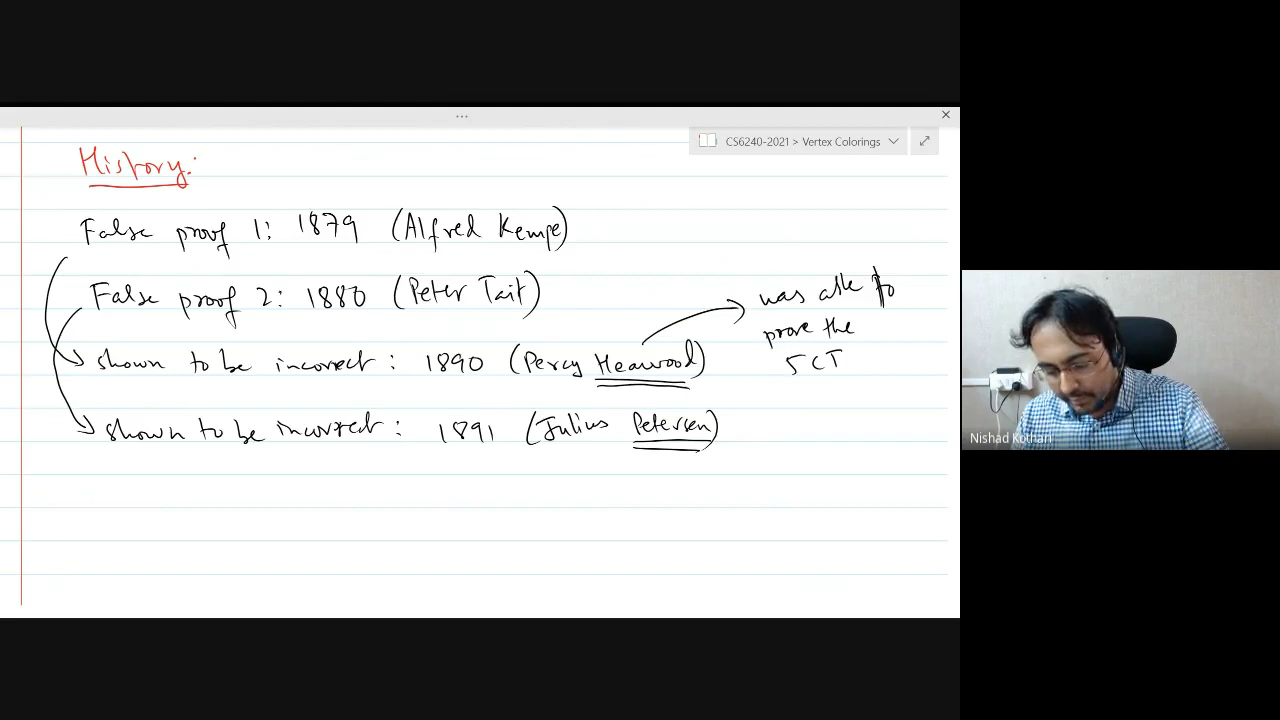 CS6240-2021 > Vertex Colorings
History:
False proof 1: 1879 (Alfred Kempe)
False proof 2: 1880 (Peter Tait)
shown to be incorrect: 1890 (Percy Heawood)
was able to
prove the
5CT
shown to be incorrect: 1891 (Julius Petersen)
Nishad Kothari